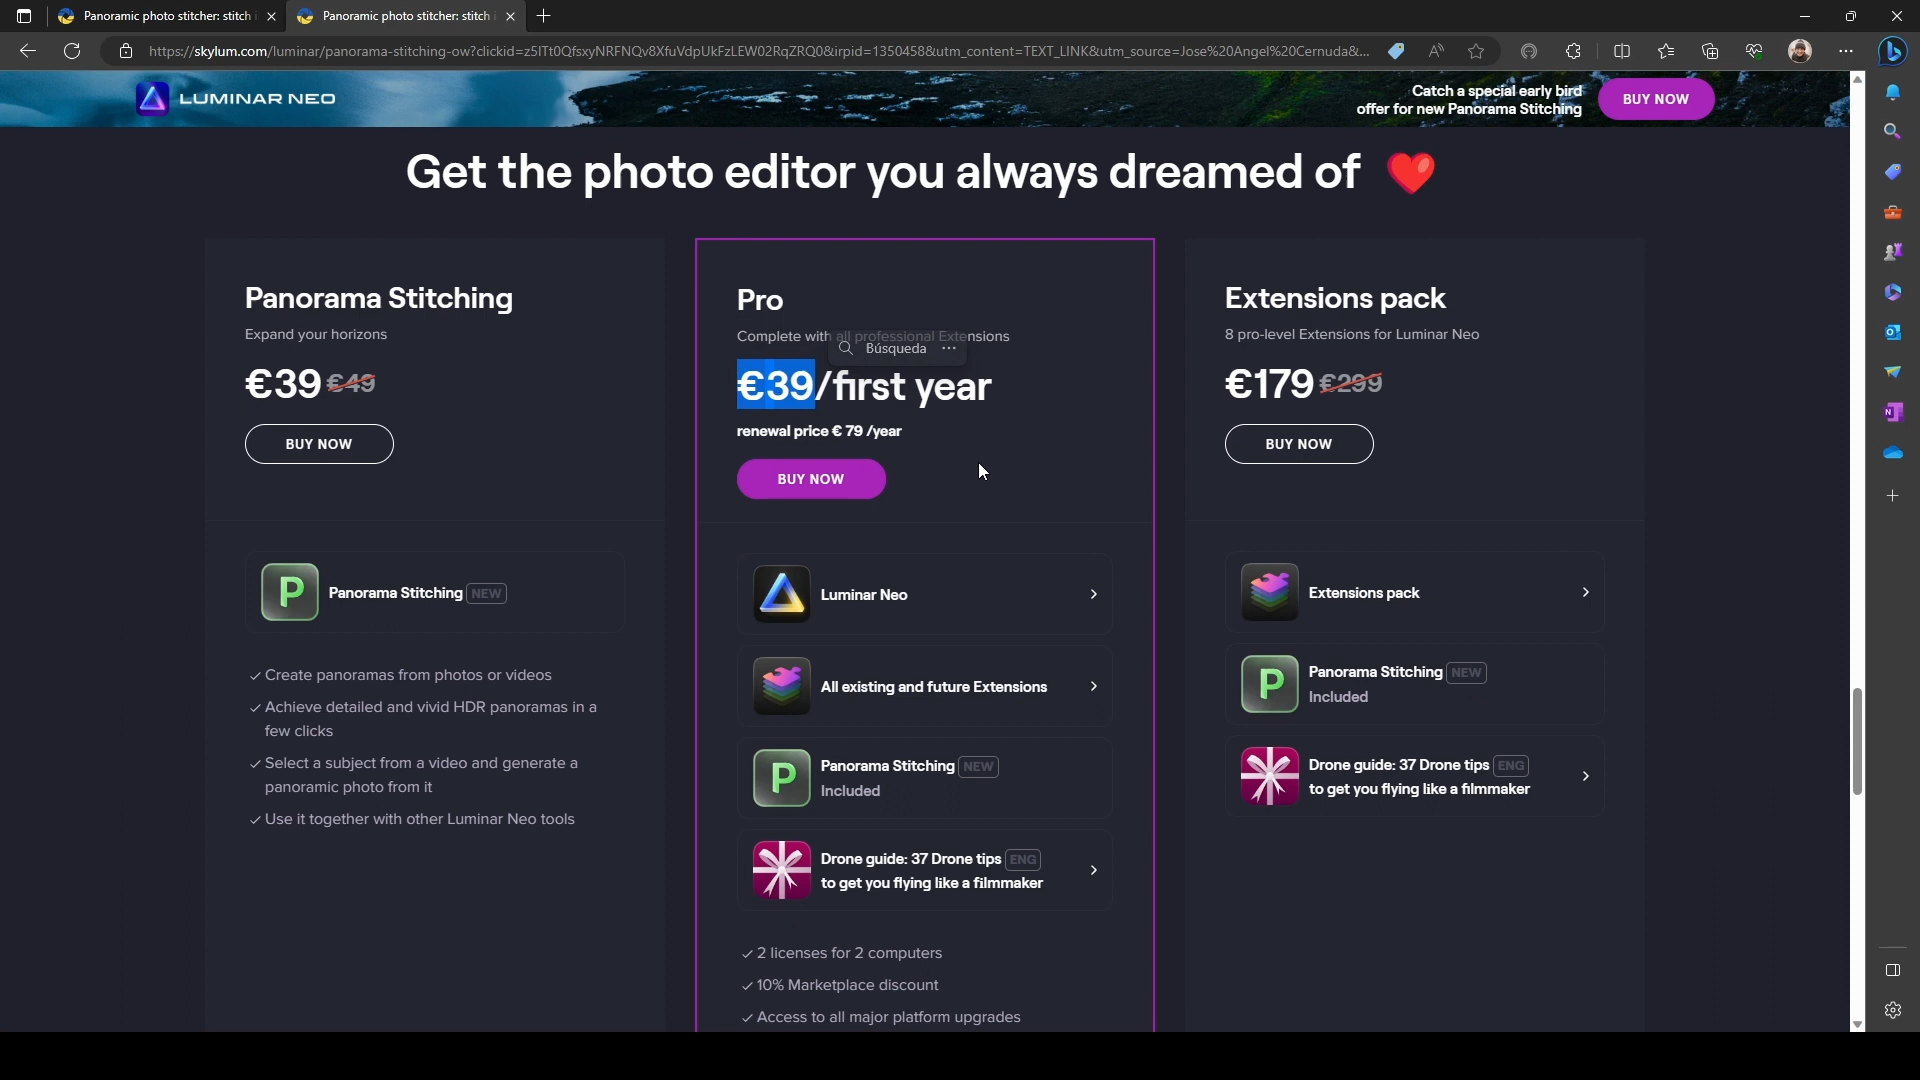 Panoramic photo stitcher: stitch i
Panoramic photo stitcher: stitch i
https://skylum.com/luminar/panorama-stitching-ow?clickid=z5ITt0QfsxyNRFNQv8XfuVdpUkFzLEW02RqZRQ0&irpid=1350458&utm_content=TEXT_LINK&utm_source=Jose%20Angel%20Cernuda&...
LUMINAR NEO
Catch a special early bird
offer for new Panorama Stitching
BUY NOW
Get the photo editor you always dreamed of
Panorama Stitching
Expand your horizons
€39 €49
BUY NOW
Panorama Stitching NEW
Create panoramas from photos or videos
Achieve detailed and vivid HDR panoramas in a
few clicks
Select a subject from a video and generate a
panoramic photo from it
Use it together with other Luminar Neo tools
Pro
Complete with all professional Extensions
Búsqueda
€39/first year
renewal price € 79 /year
BUY NOW
Luminar Neo
All existing and future Extensions
Panorama Stitching NEW
Included
Drone guide: 37 Drone tips ENG
to get you flying like a filmmaker
2 licenses for 2 computers
10% Marketplace discount
Access to all major platform upgrades
Extensions pack
8 pro-level Extensions for Luminar Neo
€179 €299
BUY NOW
Extensions pack
Panorama Stitching NEW
Included
Drone guide: 37 Drone tips ENG
to get you flying like a filmmaker